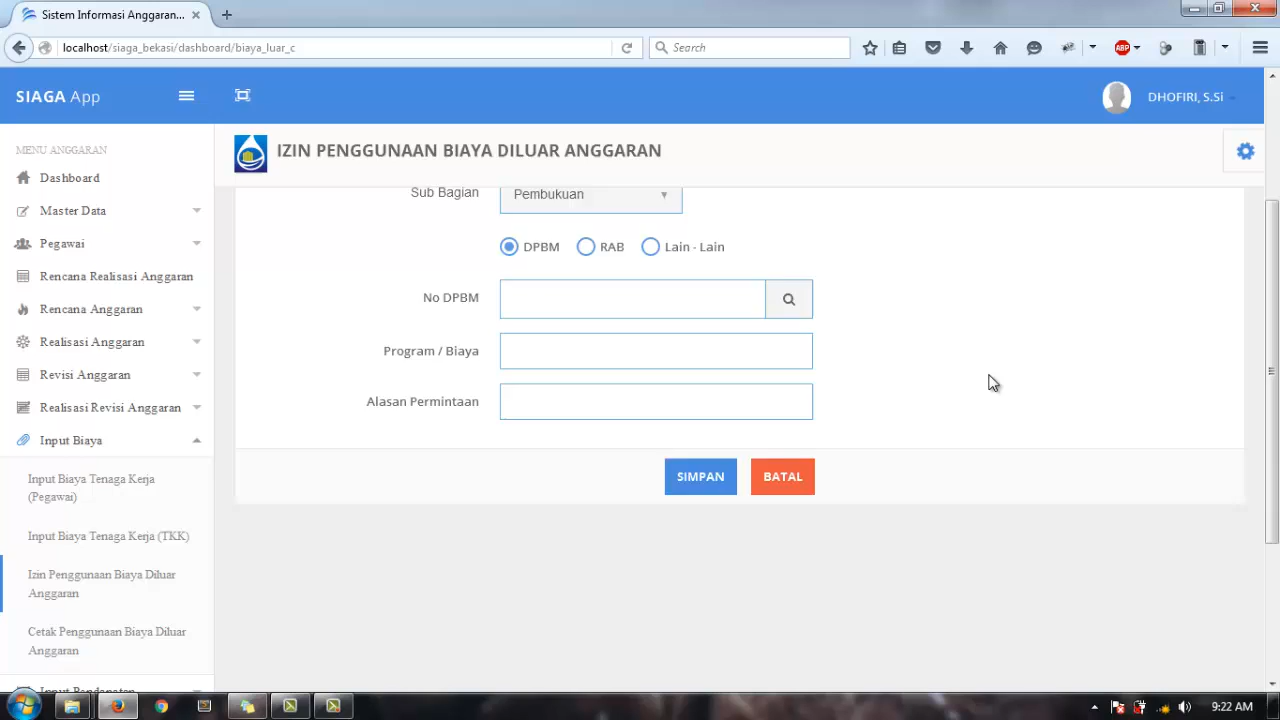 Sistem Informasi Anggaran...
localhost/siaga_bekasi/dashboard/biaya_luar_c
Search
ABP
SIAGA App
DHOFIRI, S.Si
MENU ANGGARAN
Dashboard
Master Data
Pegawai
Rencana Realisasi Anggaran
Rencana Anggaran
Realisasi Anggaran
Revisi Anggaran
Realisasi Revisi Anggaran
Input Biaya
Input Biaya Tenaga Kerja
(Pegawai)
Input Biaya Tenaga Kerja (TKK)
Izin Penggunaan Biaya Diluar
Anggaran
Cetak Penggunaan Biaya Diluar
Anggaran
Input Pendapatan
IZIN PENGGUNAAN BIAYA DILUAR ANGGARAN
Sub Bagian
Pembukuan
DPBM RAB Lain - Lain
No DPBM
Program / Biaya
Alasan Permintaan
SIMPAN BATAL
9:22 AM